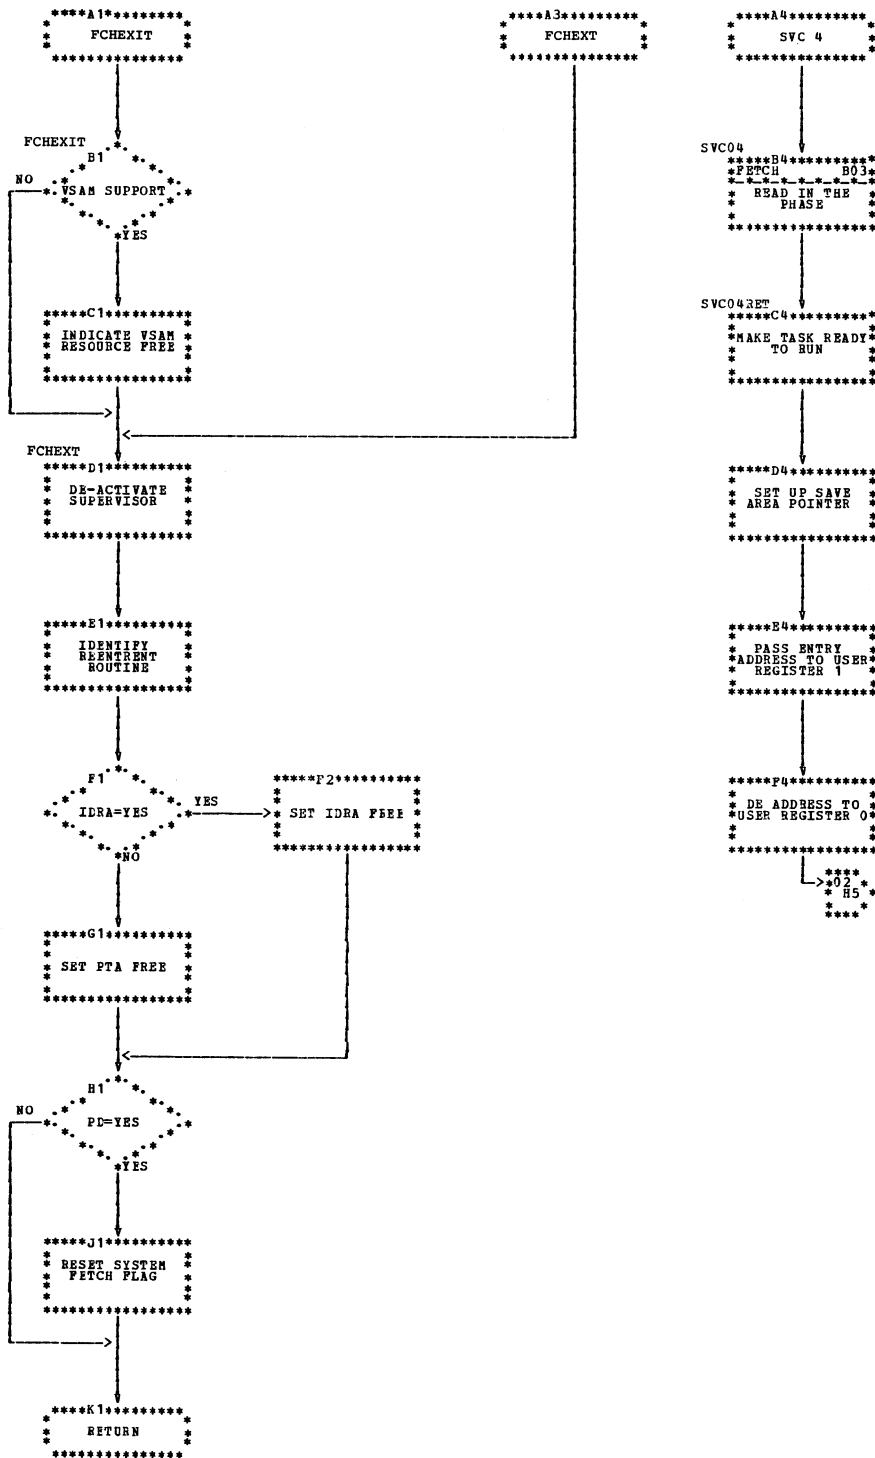 A1
FCHEXIT
FCHEXIT
B1
NO
VSAM SUPPORT
YES
C1
INDICATE VSAM
RESOURCE FREE
FCHEXT
D1
DE-ACTIVATE
SUPERVISOR
E1
IDENTIFY
REENTRENT
ROUTINE
F1
IDRA=YES
YES
NO
F2
SET IDRA FREE
G1
SET PTA FREE
H1
NO
PD=YES
YES
J1
RESET SYSTEM
FETCH FLAG
K1
RETURN
A3
FCHEXT
A4
SVC 4
SVC04
B4
FETCH B03
READ IN THE
PHASE
SVC04RET
C4
MAKE TASK READY
TO RUN
D4
SET UP SAVE
AREA POINTER
E4
PASS ENTRY
ADDRESS TO USER
REGISTER 1
F4
DE ADDRESS TO
USER REGISTER 0
02
H5